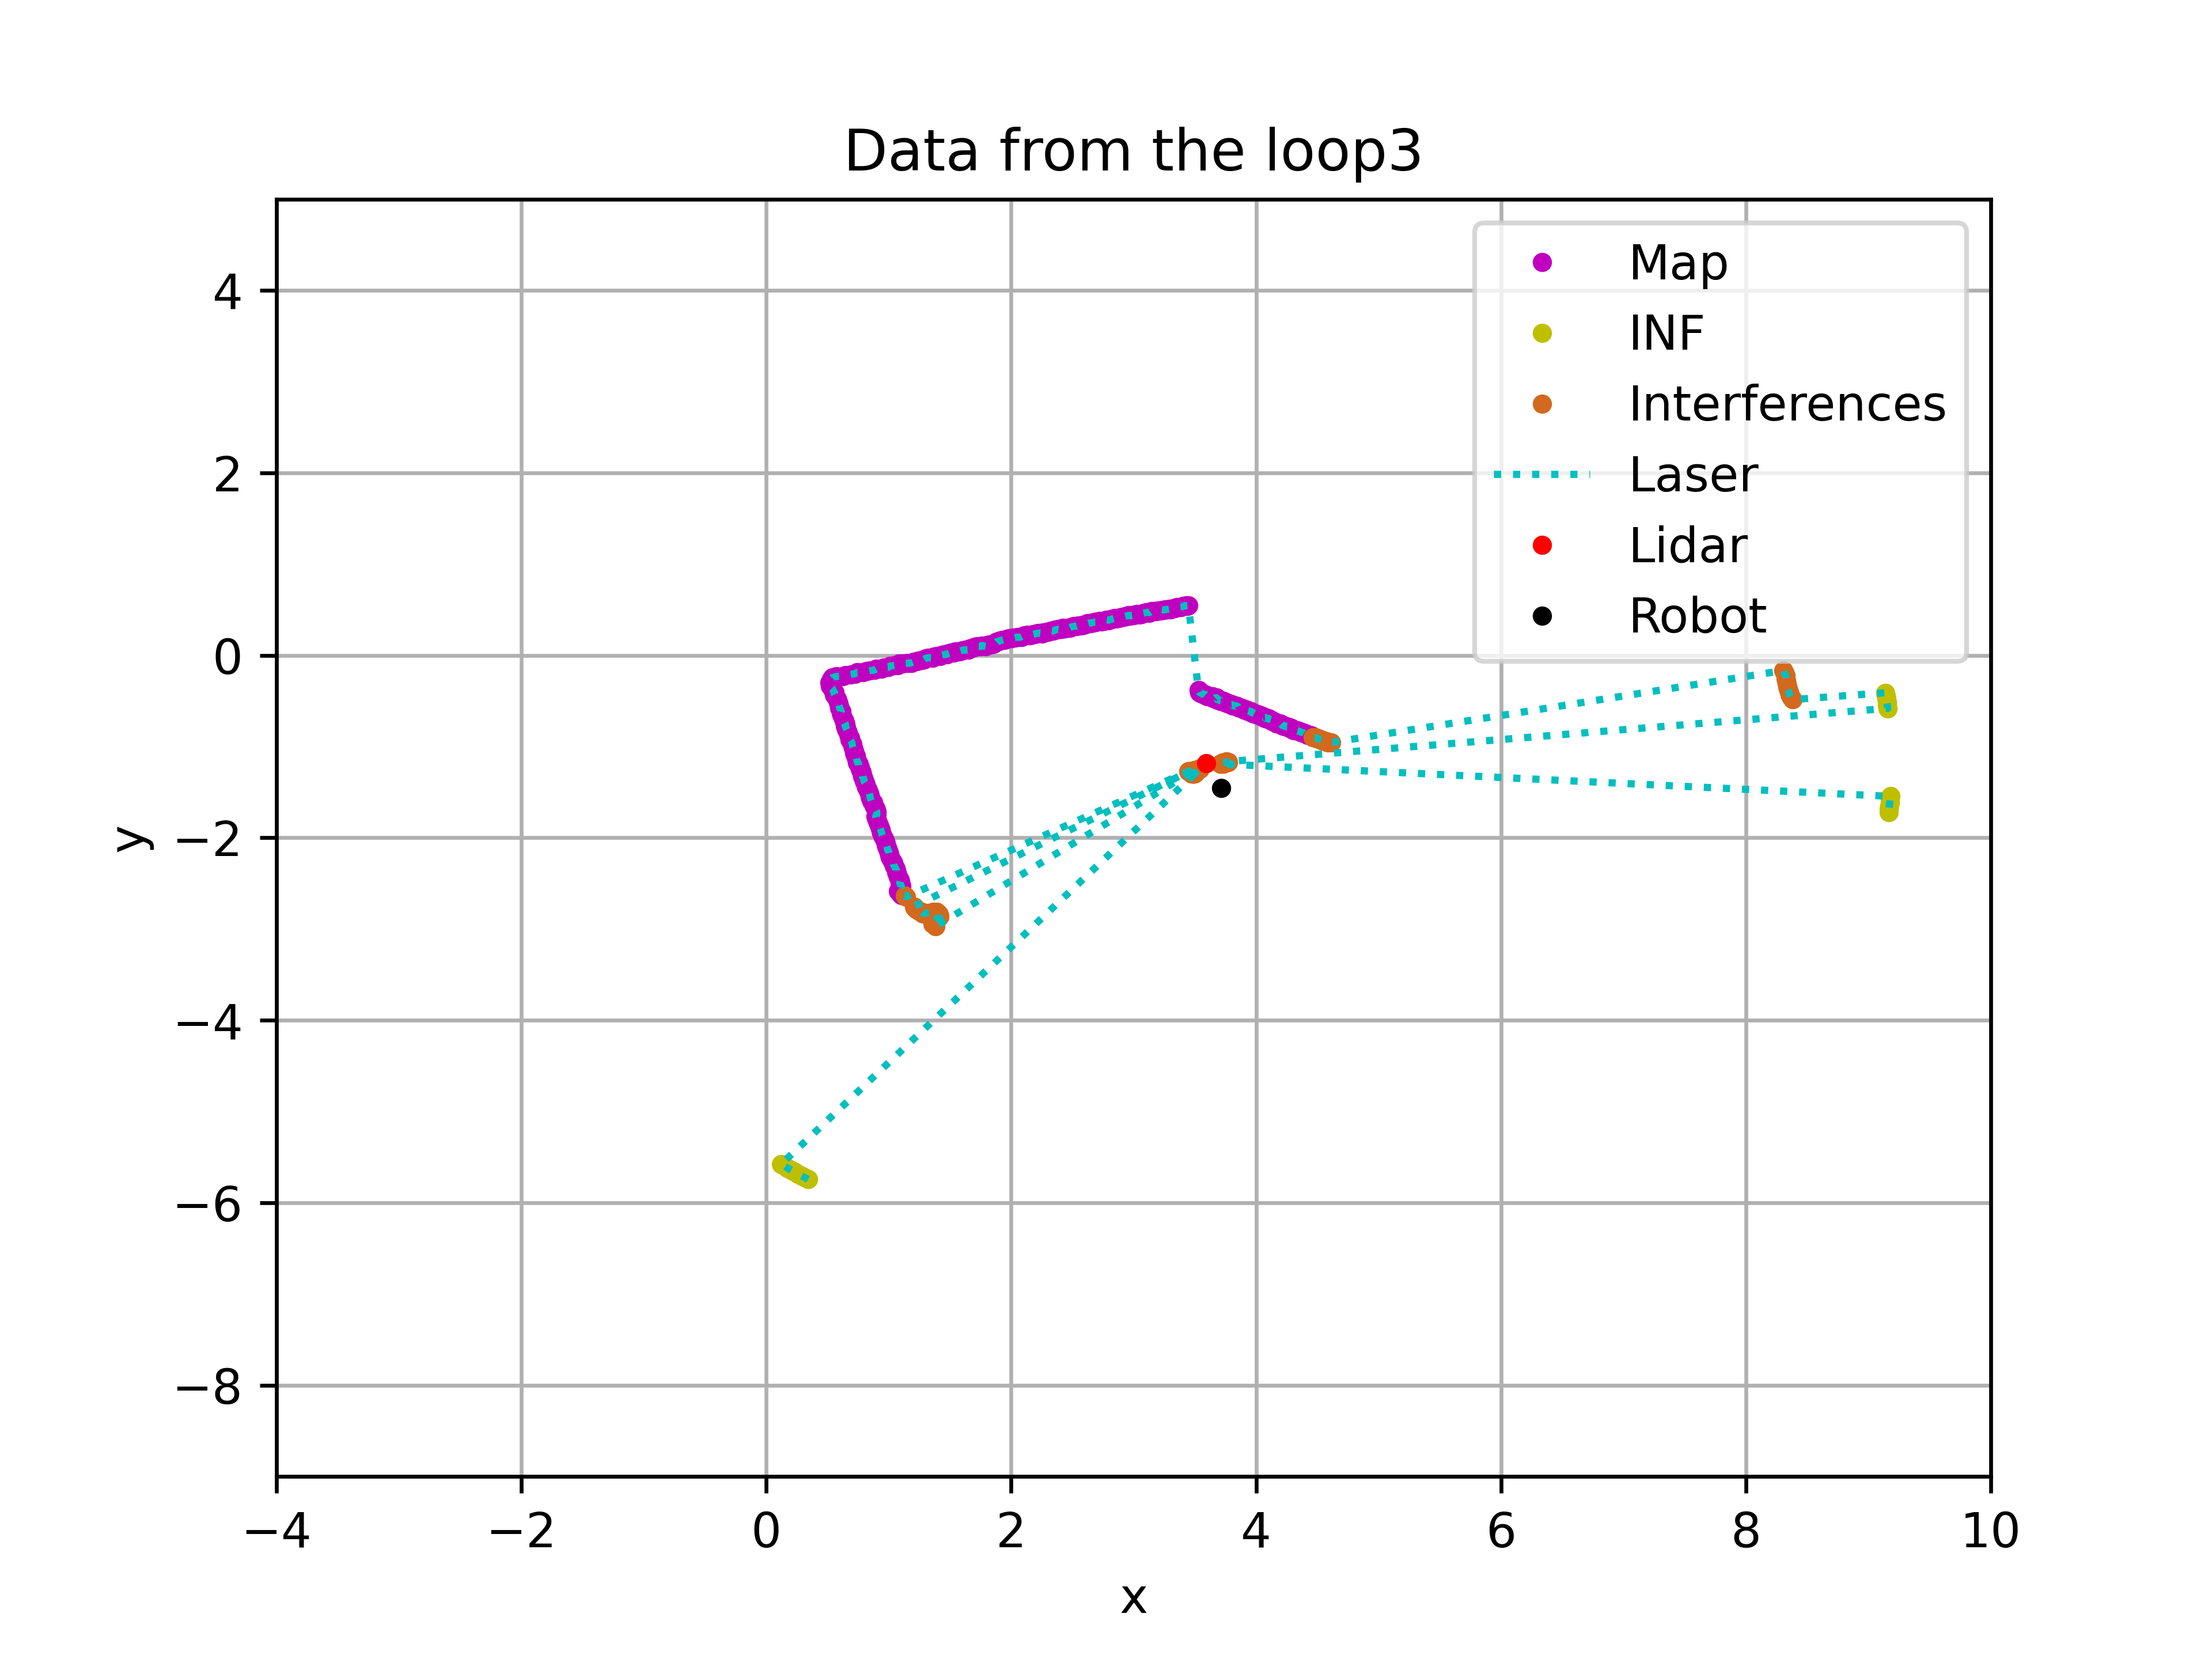 Data from the loop3
Map
INF
Interferences
Laser
Lidar
Robot
4
2
0
−2
−4
−6
−8
y
−4 −2 0 2 4 6 8 10
x